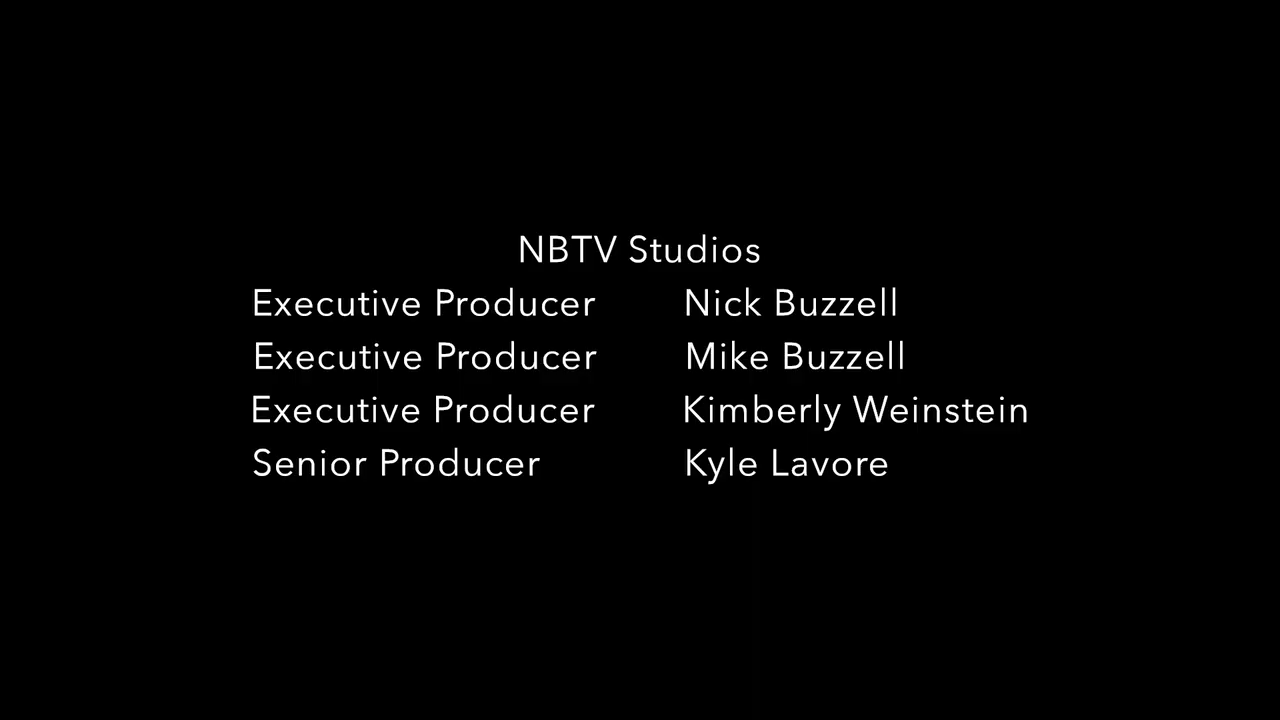 NBTV Studios
Executive Producer Nick Buzzell
Executive Producer Mike Buzzell
Executive Producer Kimberly Weinstein
Senior Producer Kyle Lavore